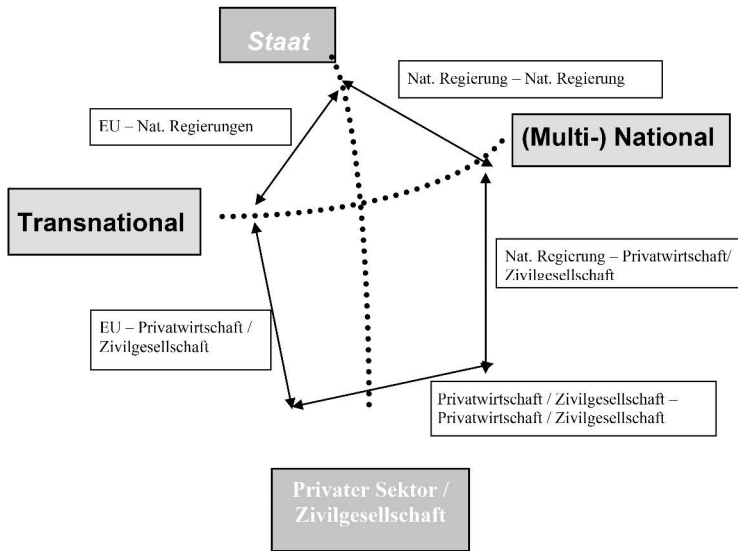 Staat
Nat. Regierung – Nat. Regierung
EU – Nat. Regierungen
(Multi-) National
Transnational
Nat. Regierung – Privatwirtschaft/
Zivilgesellschaft
EU – Privatwirtschaft /
Zivilgesellschaft
Privatwirtschaft / Zivilgesellschaft –
Privatwirtschaft / Zivilgesellschaft
Privater Sektor /
Zivilgesellschaft